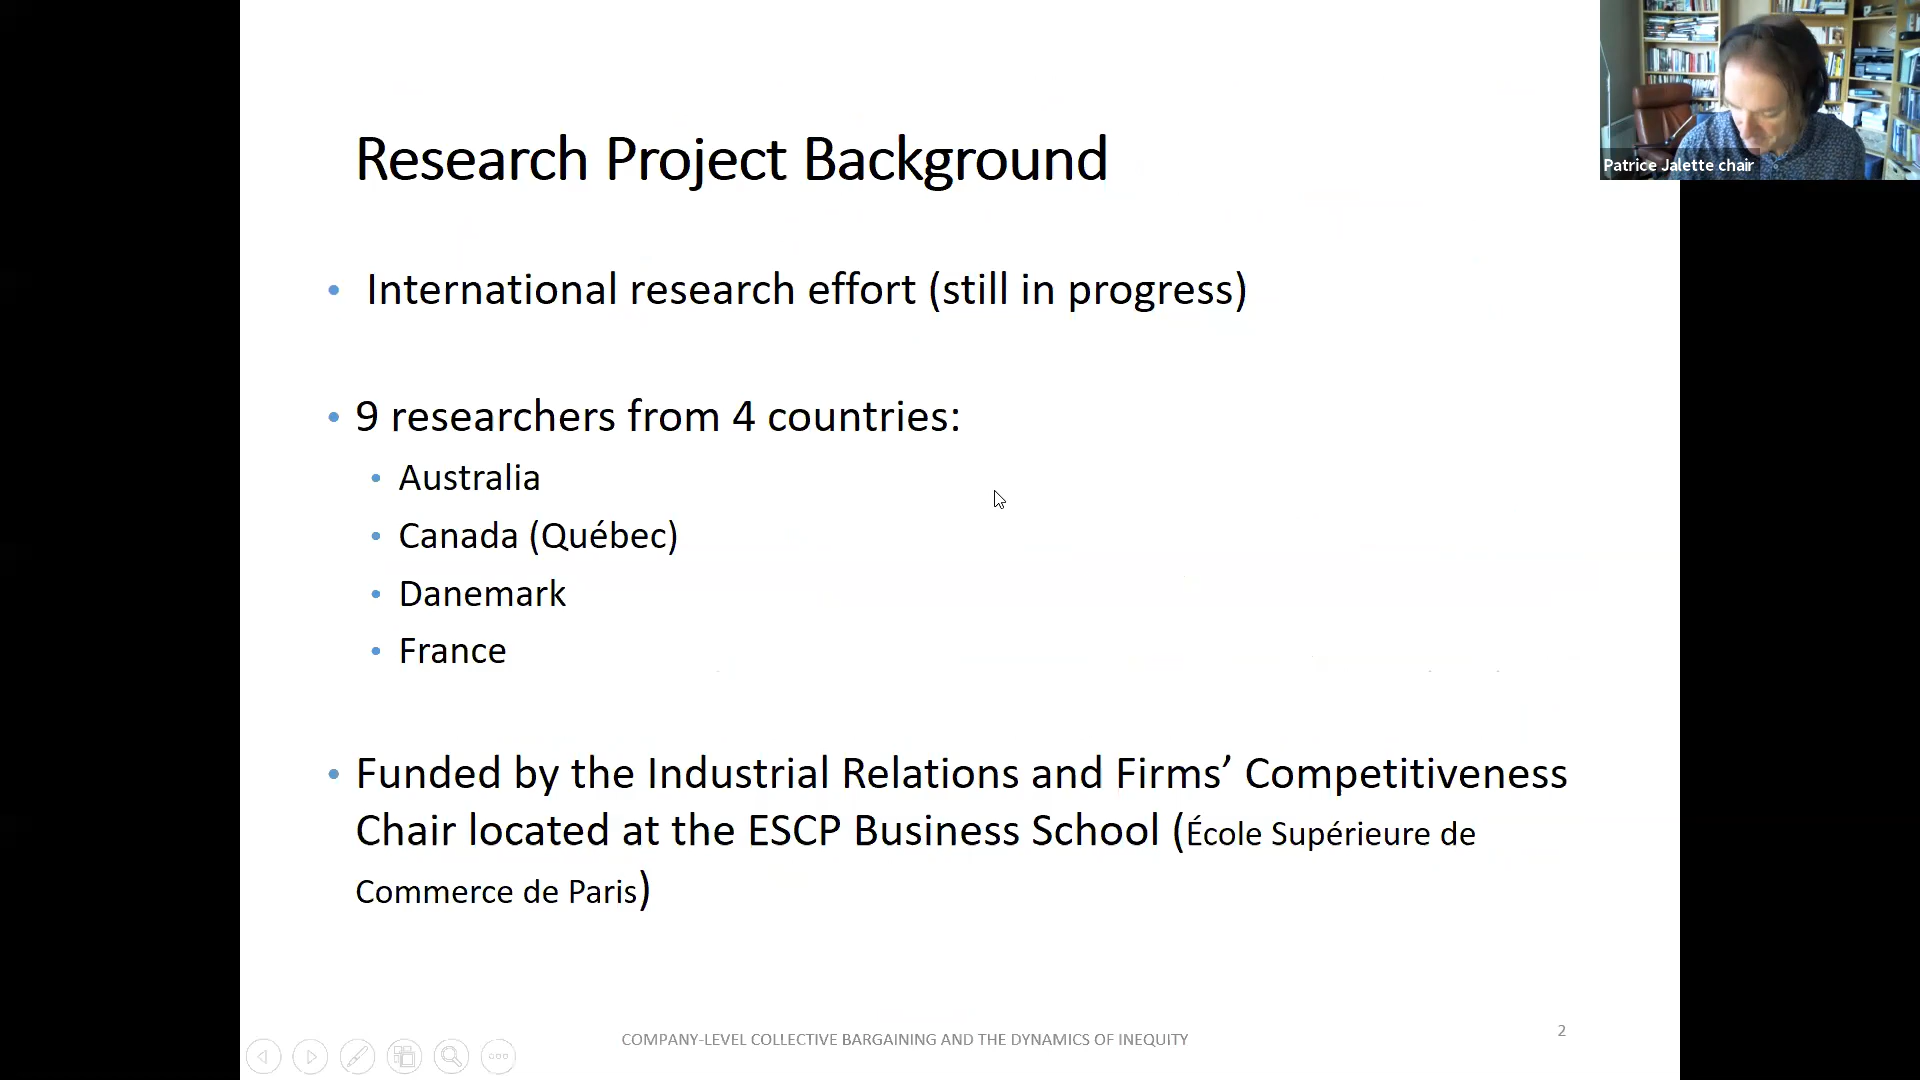 Research Project Background
Patrice Jalette chair
• International research effort (still in progress)
• 9 researchers from 4 countries:
• Australia
• Canada (Québec)
• Danemark
• France
• Funded by the Industrial Relations and Firms’ Competitiveness
Chair located at the ESCP Business School (École Supérieure de
Commerce de Paris)
COMPANY-LEVEL COLLECTIVE BARGAINING AND THE DYNAMICS OF INEQUITY
2